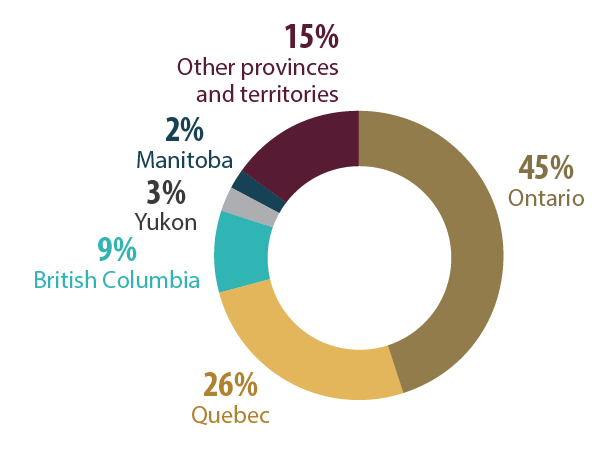 15%
Other provinces
and territories
2%
Manitoba
3%
Yukon
9%
British Columbia
26%
Quebec
45%
Ontario